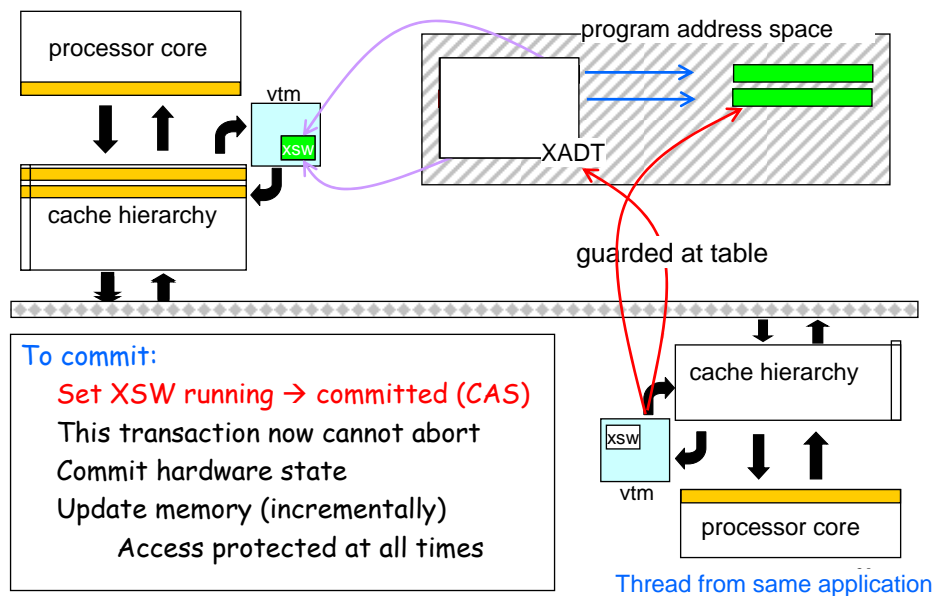 processor core
program address space
vtm
xsw
XADT
cache hierarchy
guarded at table
To commit:
Set XSW running → committed (CAS)
This transaction now cannot abort
Commit hardware state
Update memory (incrementally)
Access protected at all times
cache hierarchy
xsw
vtm
processor core
Thread from same application